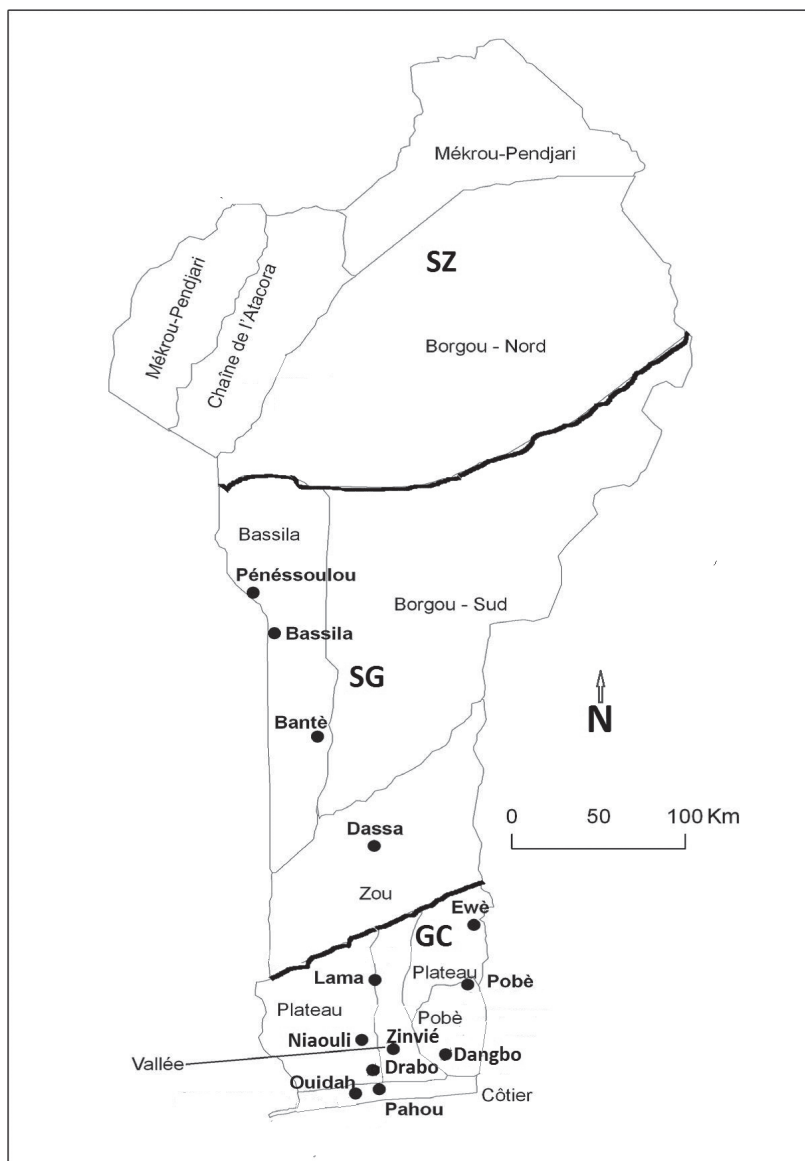 Mékrou-Pendjari
SZ
Mékrou-Pendjari
Chaîne de l'Atacora
Borgou - Nord
Bassila
Pénéssoulou
Borgou - Sud
Bassila
SG
N
Bantè
0 50 100 Km
Dassa
Zou
Ewè
GC
Lama
Plateau
Pobè
Plateau
Pobè
Niaouli
Zinvié
Dangbo
Vallée
Drabo
Ouidah
Côtier
Pahou